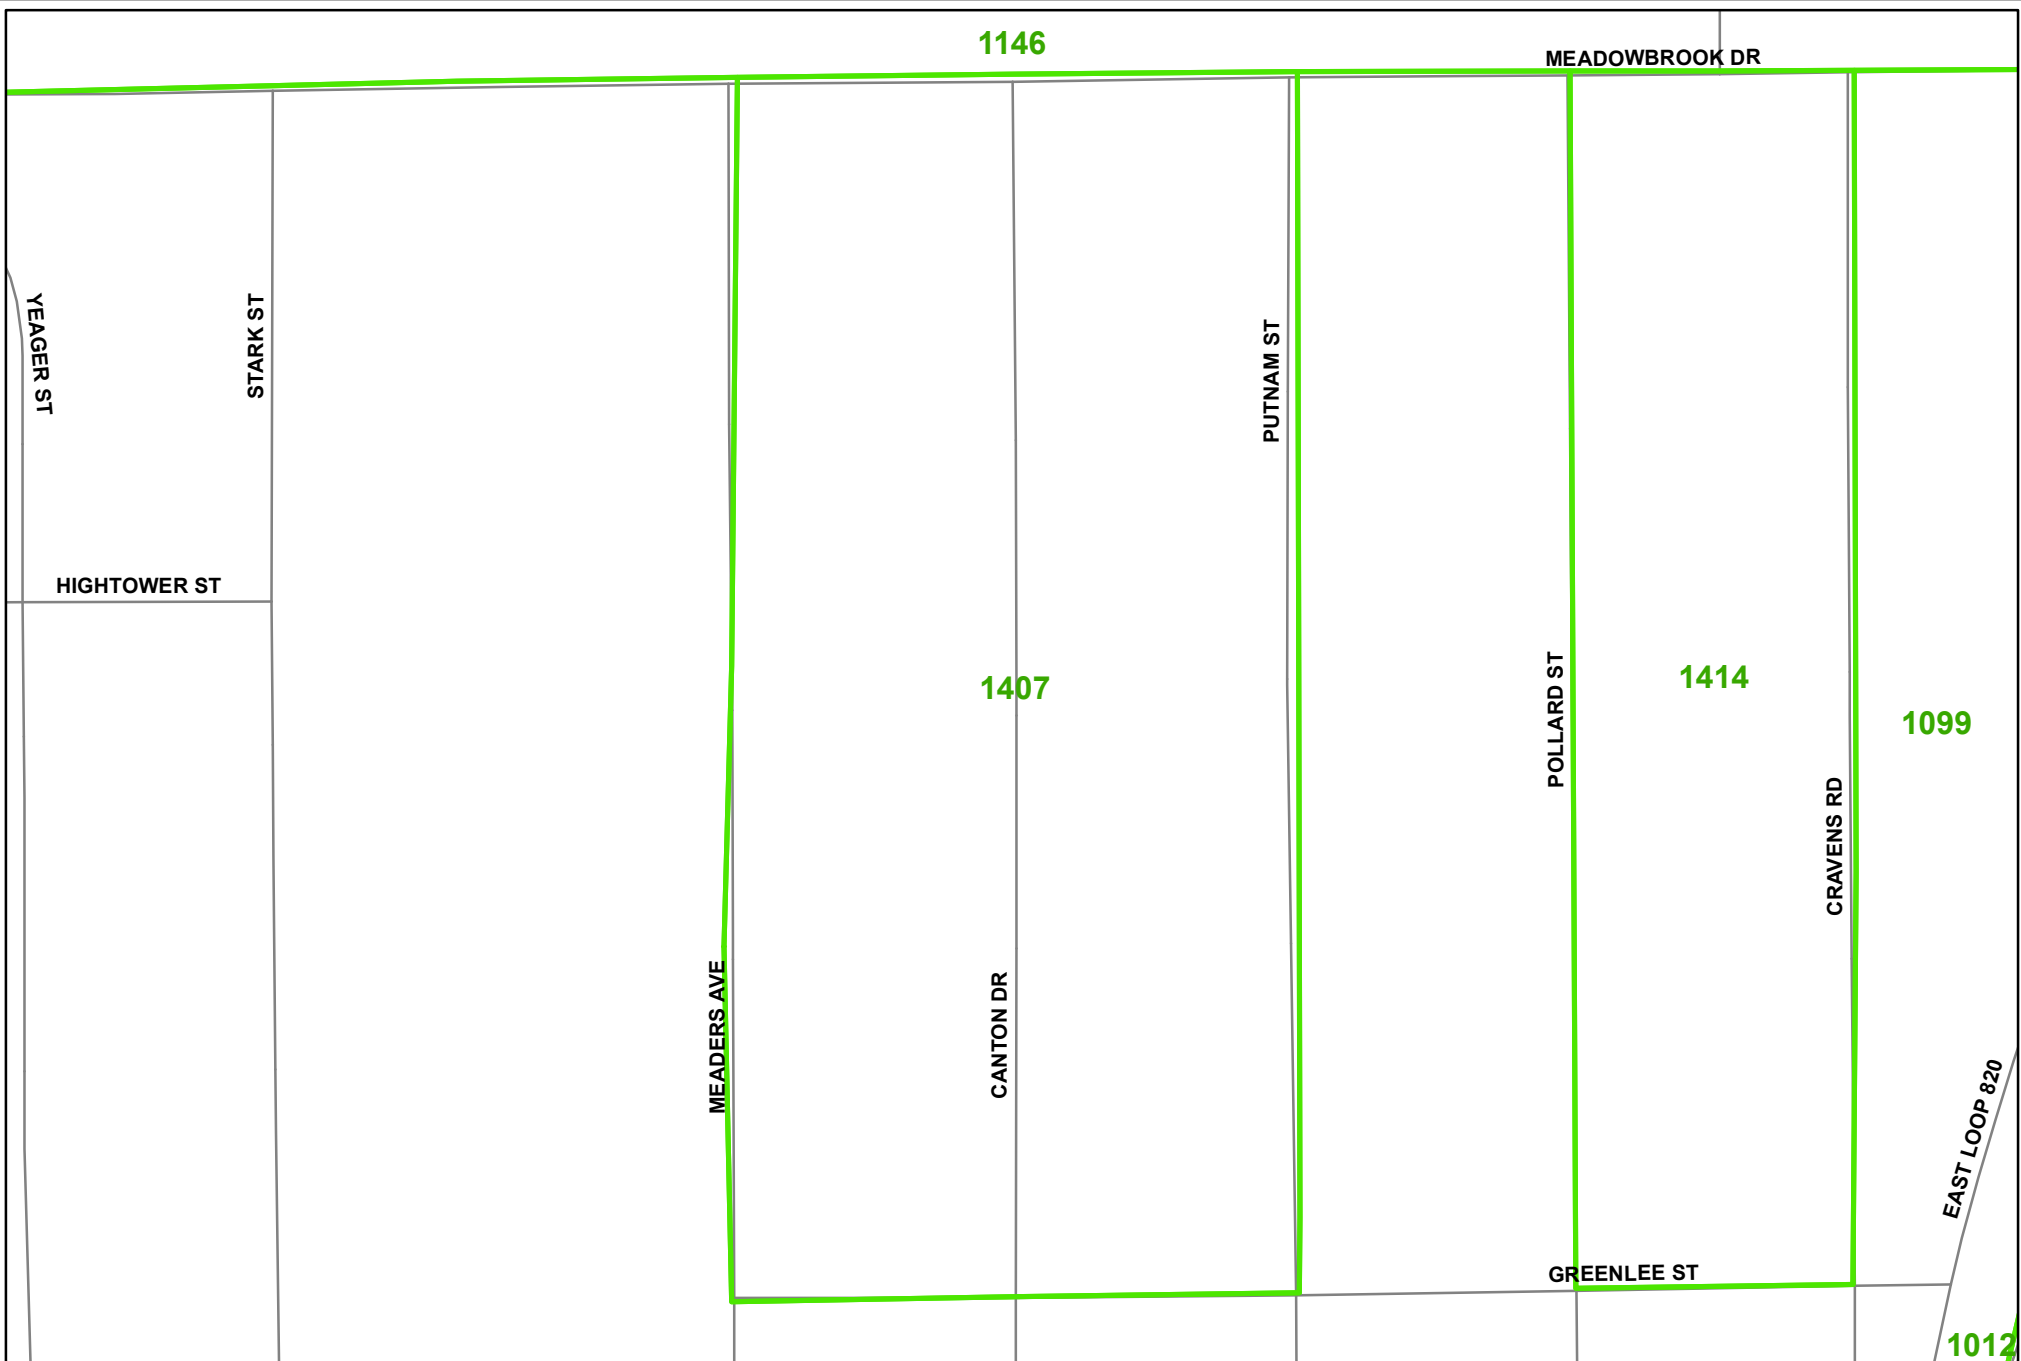 1146
MEADOWBROOK DR
YEAGER ST
STARK ST
PUTNAM ST
HIGHTOWER ST
1407
POLLARD ST
1414
1099
CRAVENS RD
MEADERS AVE
CANTON DR
EAST LOOP 820
GREENLEE ST
1012